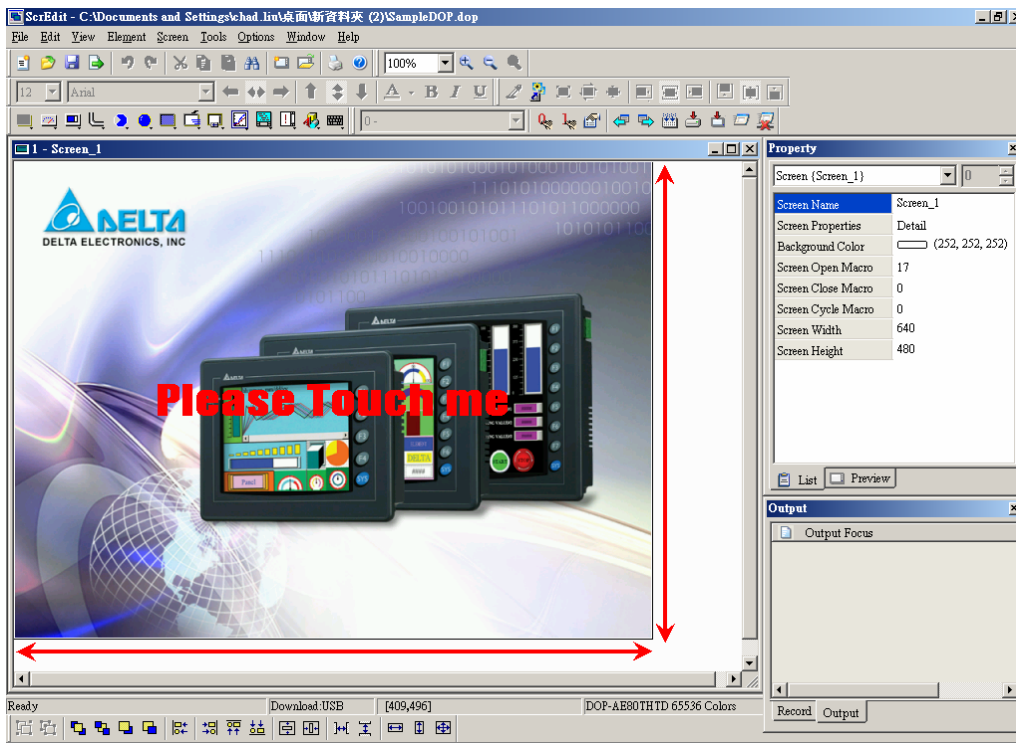 ScrEdit - C:\Documents and Settings\chad.liu\桌面\新資料夾 (2)\SampleDOP.dop
File Edit View Element Screen Tools Options Window Help
100%
12 Arial
A B I U
0 -
1 - Screen_1
DELTA
DELTA ELECTRONICS, INC
Please Touch me
Property
Screen {Screen_1} 0
Screen Name Screen_1
Screen Properties Detail
Background Color (252, 252, 252)
Screen Open Macro 17
Screen Close Macro 0
Screen Cycle Macro 0
Screen Width 640
Screen Height 480
List Preview
Output
Output Focus
Record Output
Ready Download:USB [409,496] DOP-AE80THTD 65536 Colors